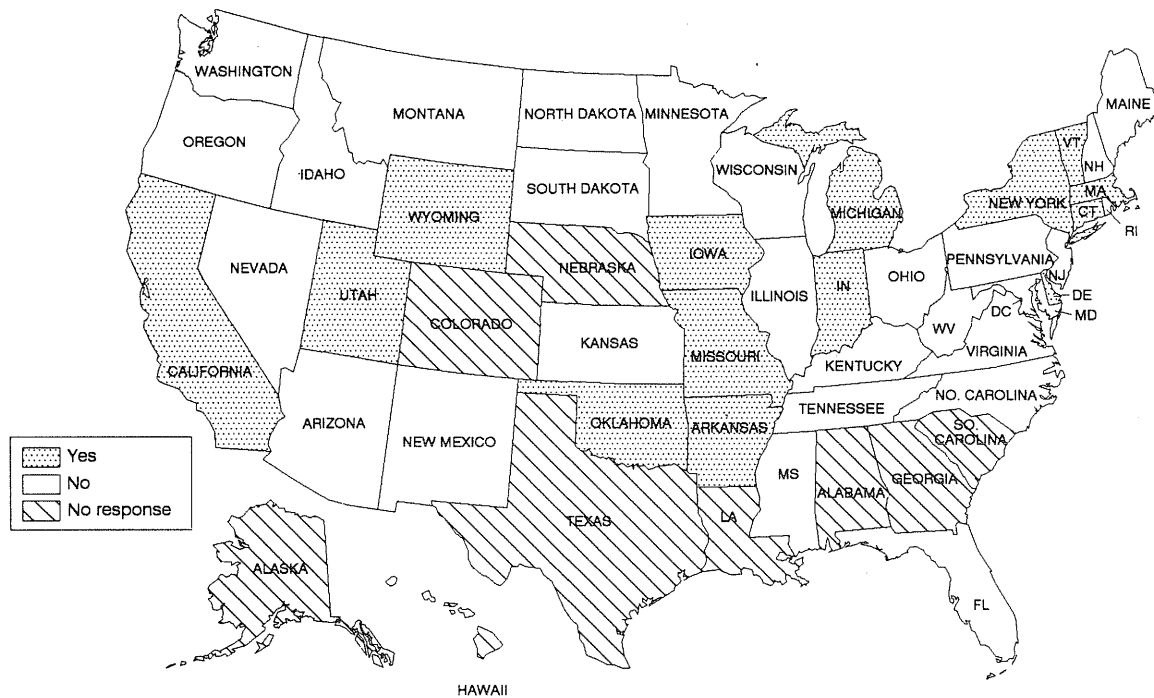 WASHINGTON
MONTANA
NORTH DAKOTA
MINNESOTA
MAINE
OREGON
IDAHO
SOUTH DAKOTA
WISCONSIN
VT
NH
WYOMING
MICHIGAN
NEW YORK
MA
CT
RI
NEVADA
UTAH
NEBRASKA
IOWA
ILLINOIS
IN
OHIO
PENNSYLVANIA
NJ
DE
MD
DC
COLORADO
KANSAS
MISSOURI
WV
VIRGINIA
KENTUCKY
CALIFORNIA
ARIZONA
NEW MEXICO
OKLAHOMA
ARKANSAS
TENNESSEE
NO. CAROLINA
SO.
CAROLINA
MS
ALABAMA
GEORGIA
TEXAS
LA
FL
Yes
No
No response
ALASKA
HAWAII